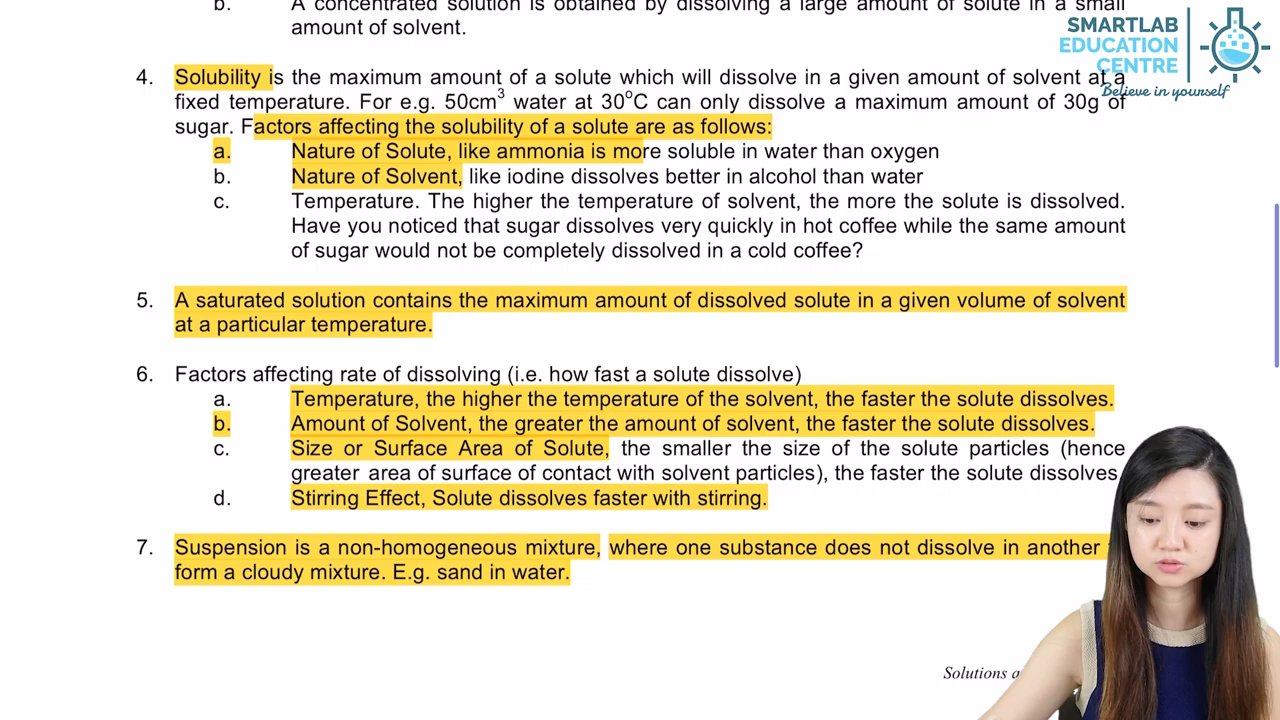 b. A concentrated solution is obtained by dissolving a large amount of solute in a small
amount of solvent.
SMARTLAB
EDUCATION
CENTRE
Believe in yourself
4. Solubility is the maximum amount of a solute which will dissolve in a given amount of solvent at a
fixed temperature. For e.g. 50cm³ water at 30°C can only dissolve a maximum amount of 30g of
sugar. Factors affecting the solubility of a solute are as follows:
a. Nature of Solute, like ammonia is more soluble in water than oxygen
b. Nature of Solvent, like iodine dissolves better in alcohol than water
c. Temperature. The higher the temperature of solvent, the more the solute is dissolved.
Have you noticed that sugar dissolves very quickly in hot coffee while the same amount
of sugar would not be completely dissolved in a cold coffee?
5. A saturated solution contains the maximum amount of dissolved solute in a given volume of solvent
at a particular temperature.
6. Factors affecting rate of dissolving (i.e. how fast a solute dissolve)
a. Temperature, the higher the temperature of the solvent, the faster the solute dissolves.
b. Amount of Solvent, the greater the amount of solvent, the faster the solute dissolves.
c. Size or Surface Area of Solute, the smaller the size of the solute particles (hence
greater area of surface of contact with solvent particles), the faster the solute dissolves
d. Stirring Effect, Solute dissolves faster with stirring.
7. Suspension is a non-homogeneous mixture, where one substance does not dissolve in another
form a cloudy mixture. E.g. sand in water.
Solutions